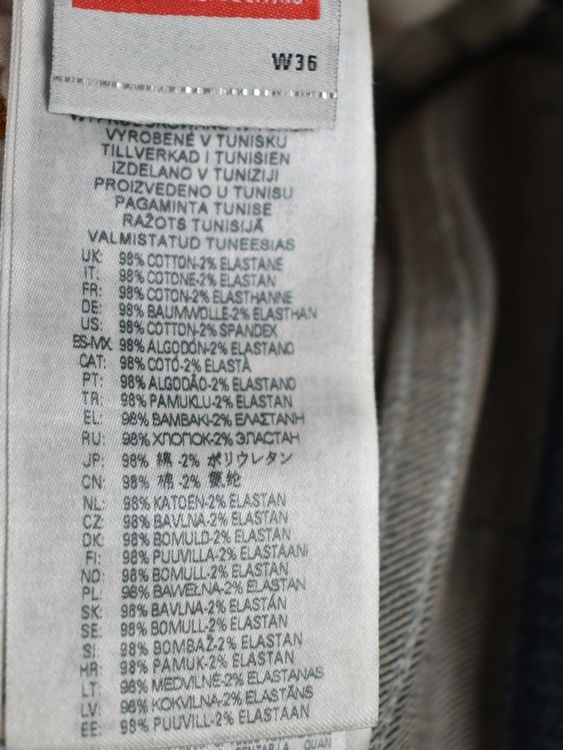 W36
VYROBENÉ V TUNISKU
TILLVERKAD I TUNISIEN
IZDELANO V TUNIZIJI
PROIZVEDENO U TUNISU
PAGAMINTA TUNISE
RAŽOTS TUNISIJĀ
VALMISTATUD TUNEESIAS
UK: 98% COTTON-2% ELASTANE
IT: 98% COTONE-2% ELASTAN
FR: 98% COTON-2% ELASTHANNE
DE: 98% BAUMWOLLE-2% ELASTHAN
US: 98% COTTON-2% SPANDEX
ES-MX: 98% ALGODÓN-2% ELASTANO
CAT: 98% COTÓ-2% ELASTÀ
PT: 98% ALGODÃO-2% ELASTANO
TR: 98% PAMUKLU-2% ELASTAN
EL: 98% ΒΑΜΒΑΚΙ-2% ΕΛΑΣΤΑΝΗ
RU: 98% ХЛОПОК-2% ЭЛАСТАН
JP: 98% 綿 -2% ポリウレタン
CN: 98% 棉 -2% 氨纶
NL: 98% KATOEN-2% ELASTAN
CZ: 98% BAVLNA-2% ELASTAN
DK: 98% BOMULD-2% ELASTAN
FI: 98% PUUVILLA-2% ELASTAANI
NO: 98% BOMULL-2% ELASTAN
PL: 98% BAWEŁNA-2% ELASTAN
SK: 98% BAVLNA-2% ELASTÁN
SE: 98% BOMULL-2% ELASTAN
SI: 98% BOMBAŽ-2% ELASTAN
HR: 98% PAMUK-2% ELASTAN
LT: 98% MEDVILNĖ-2% ELASTANAS
LV: 98% KOKVILNA-2% ELASTĀNS
EE: 98% PUUVILL-2% ELASTAAN